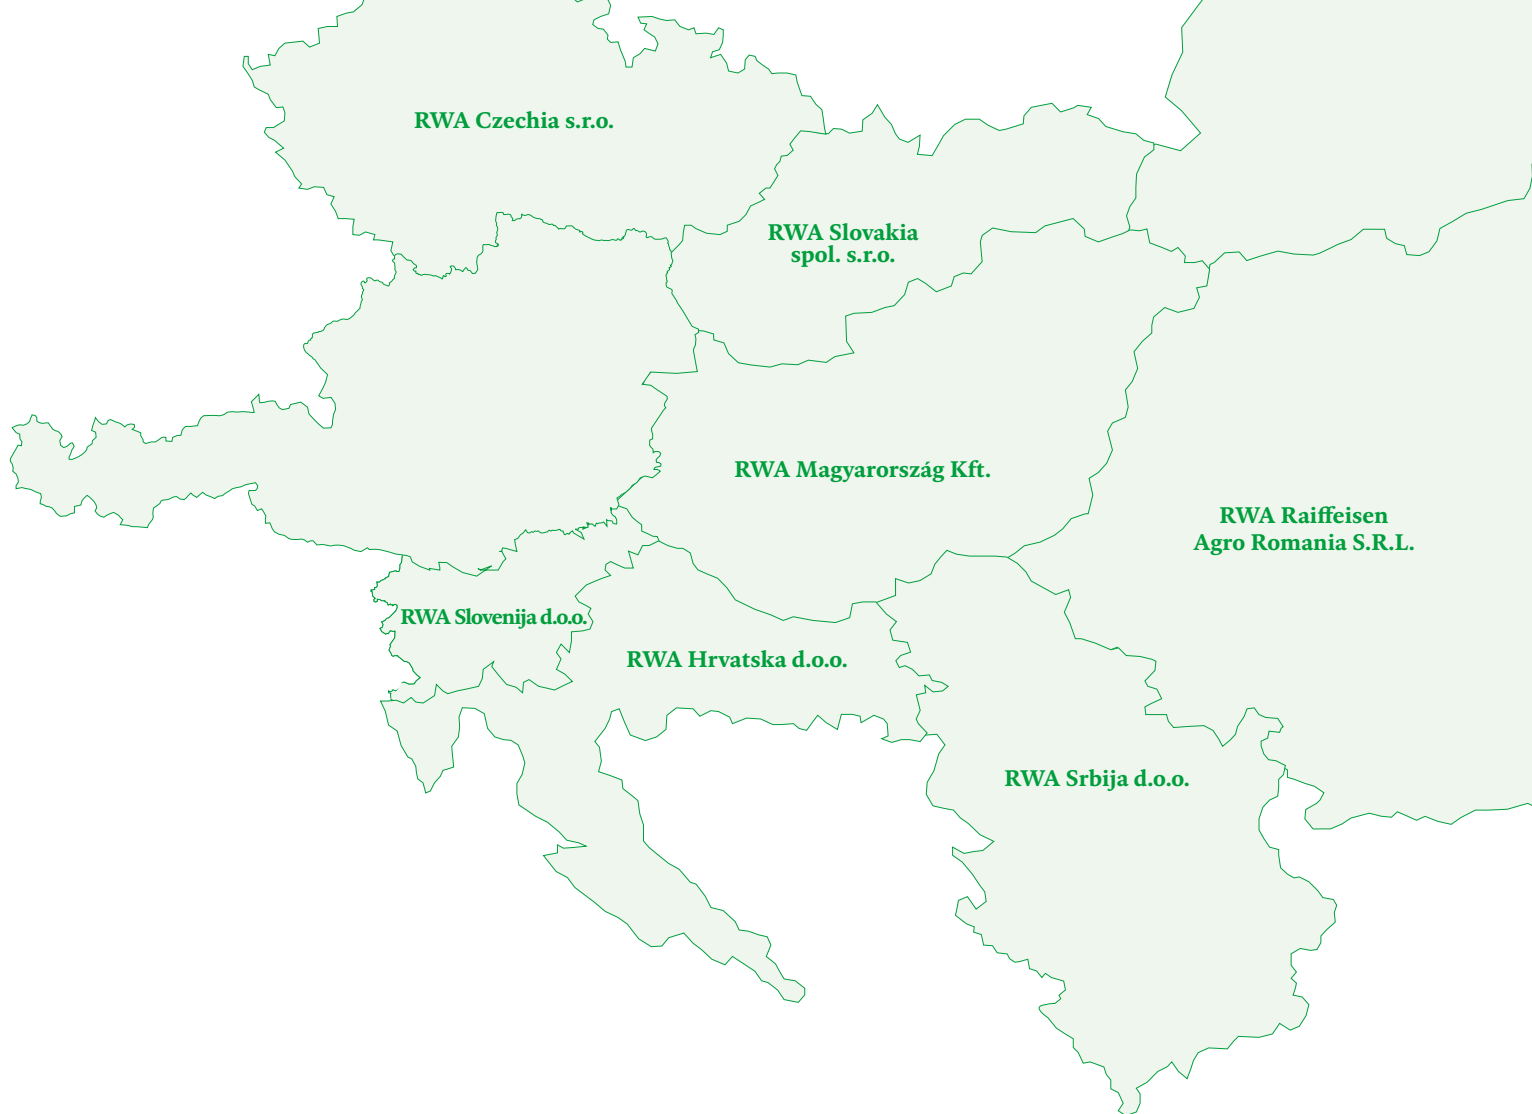 RWA Czechia s.r.o.
RWA Slovakia
spol. s.r.o.
RWA Magyarország Kft.
RWA Raiffeisen
Agro Romania S.R.L.
RWA Slovenija d.o.o.
RWA Hrvatska d.o.o.
RWA Srbija d.o.o.